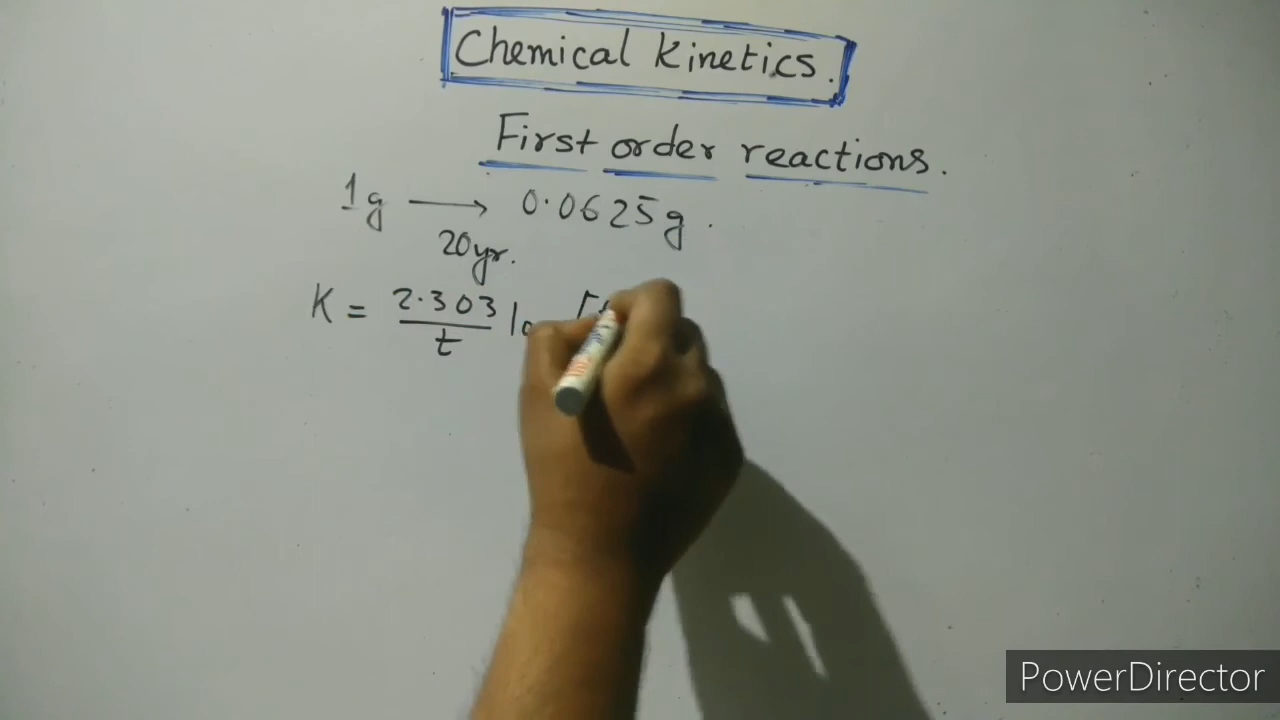 Chemical Kinetics.
First order reactions.
1g → 0.0625g.
20yr.
K = 2.303
t
PowerDirector